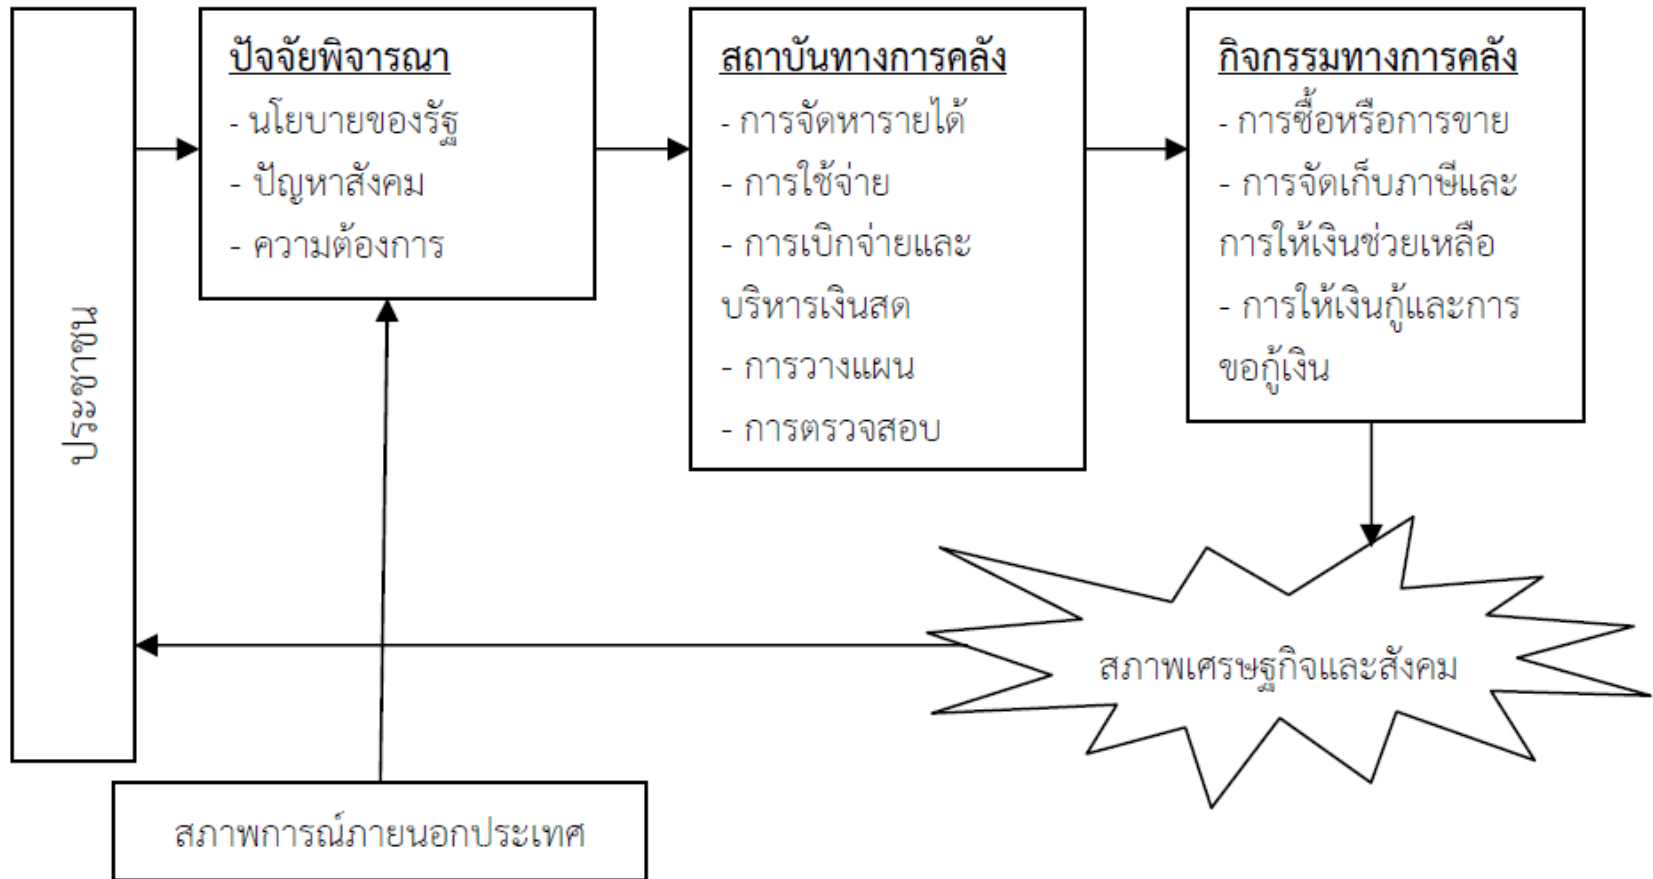 ประชาชน
ปัจจัยพิจารณา
- นโยบายของรัฐ
- ปัญหาสังคม
- ความต้องการ
สถาบันทางการคลัง
- การจัดหารายได้
- การใช้จ่าย
- การเบิกจ่ายและ
บริหารเงินสด
- การวางแผน
- การตรวจสอบ
กิจกรรมทางการคลัง
- การซื้อหรือการขาย
- การจัดเก็บภาษีและ
การให้เงินช่วยเหลือ
- การให้เงินกู้และการ
ขอกู้เงิน
สภาพเศรษฐกิจและสังคม
สภาพการณ์ภายนอกประเทศ